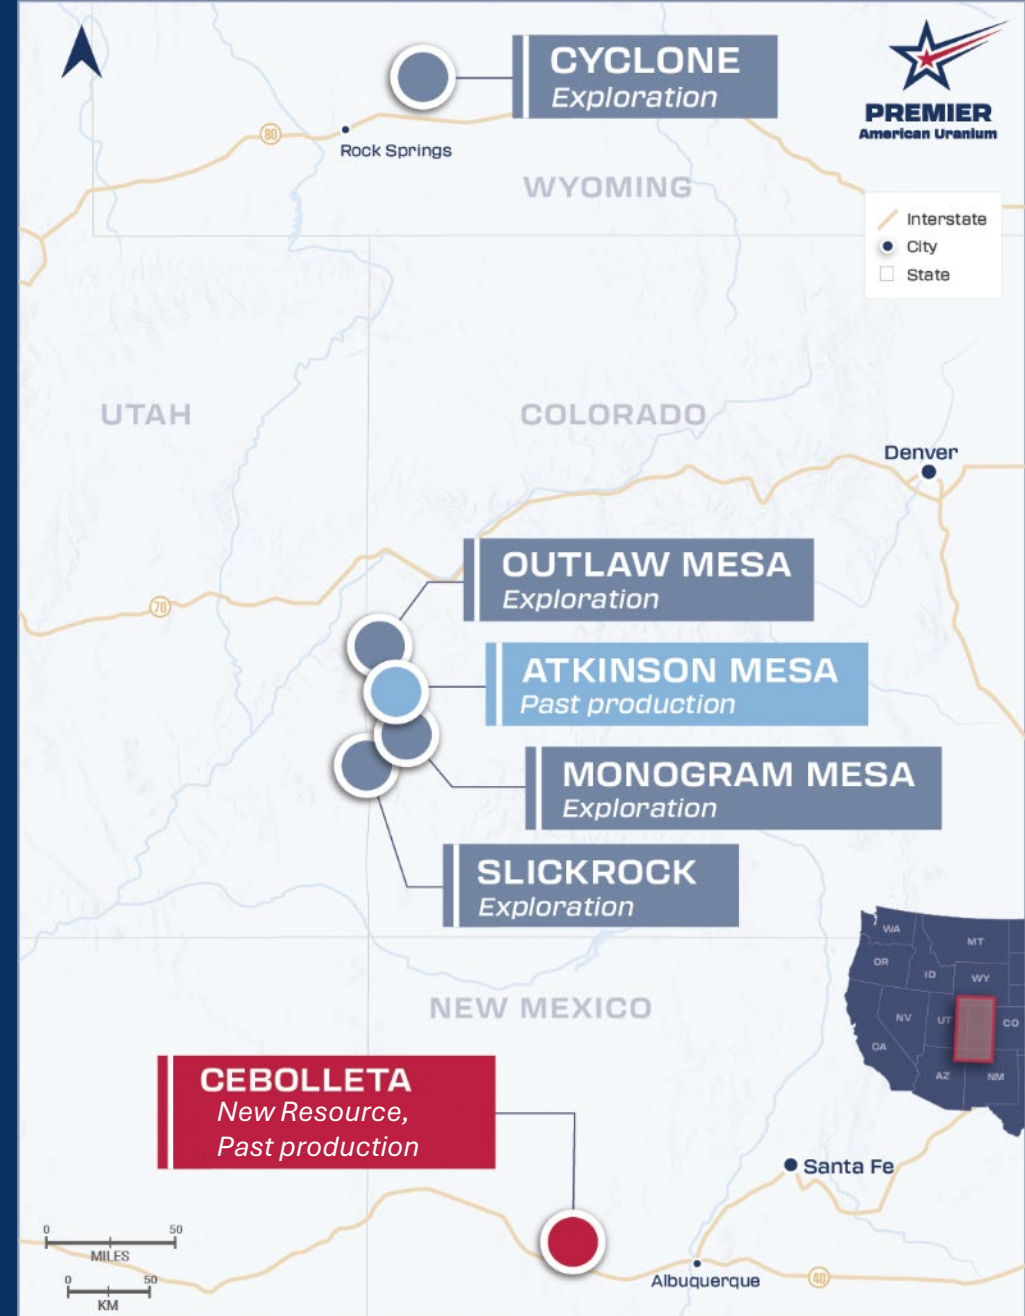 CYCLONE
Exploration
PREMIER
American Uranium
80
Rock Springs
WYOMING
Interstate
City
State
UTAH
COLORADO
Denver
OUTLAW MESA
Exploration
70
ATKINSON MESA
Past production
MONOGRAM MESA
Exploration
SLICKROCK
Exploration
WA
MT
OR
ID
WY
NV
UT
CO
CA
AZ
NM
NEW MEXICO
CEBOLLETA
New Resource,
Past production
Santa Fe
0 50
MILES
0 50
KM
Albuquerque
40